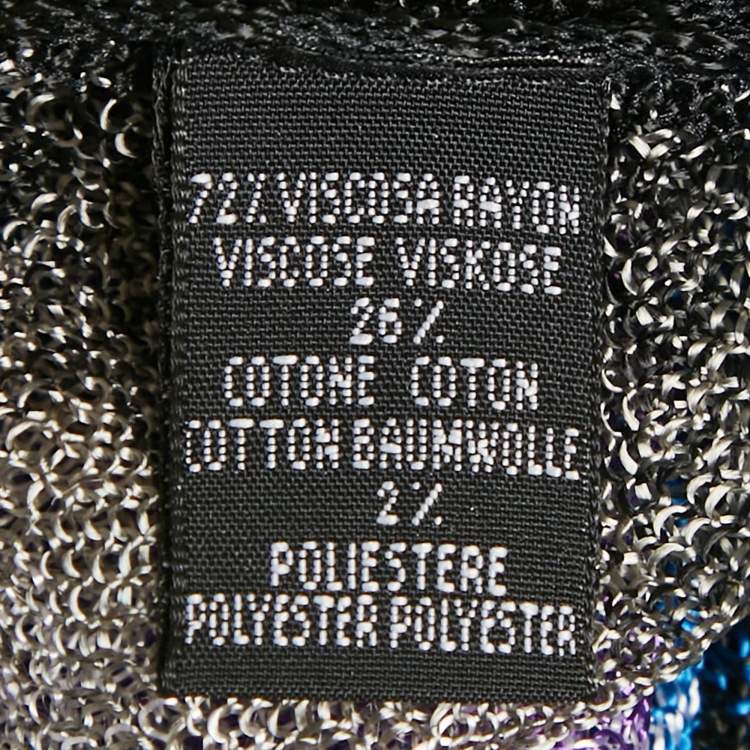 72% VISCOSA RAYON
VISCOSE VISKOSE
26%
COTONE COTON
COTTON BAUMWOLLE
2%
POLIESTERE
POLYESTER POLYESTER